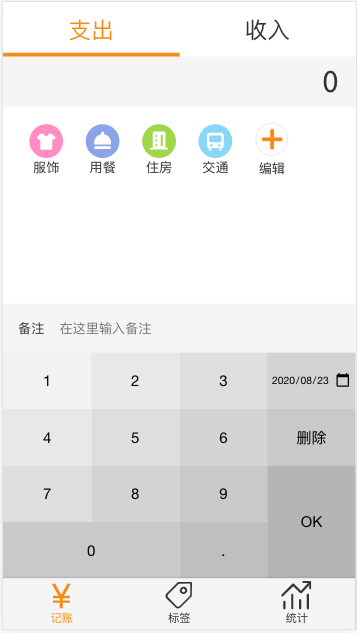 支出 收入
0
服饰 用餐 住房 交通 编辑
备注 在这里输入备注
1 2 3 2020/08/23
4 5 6 删除
7 8 9
OK
0 .
记账 标签 统计